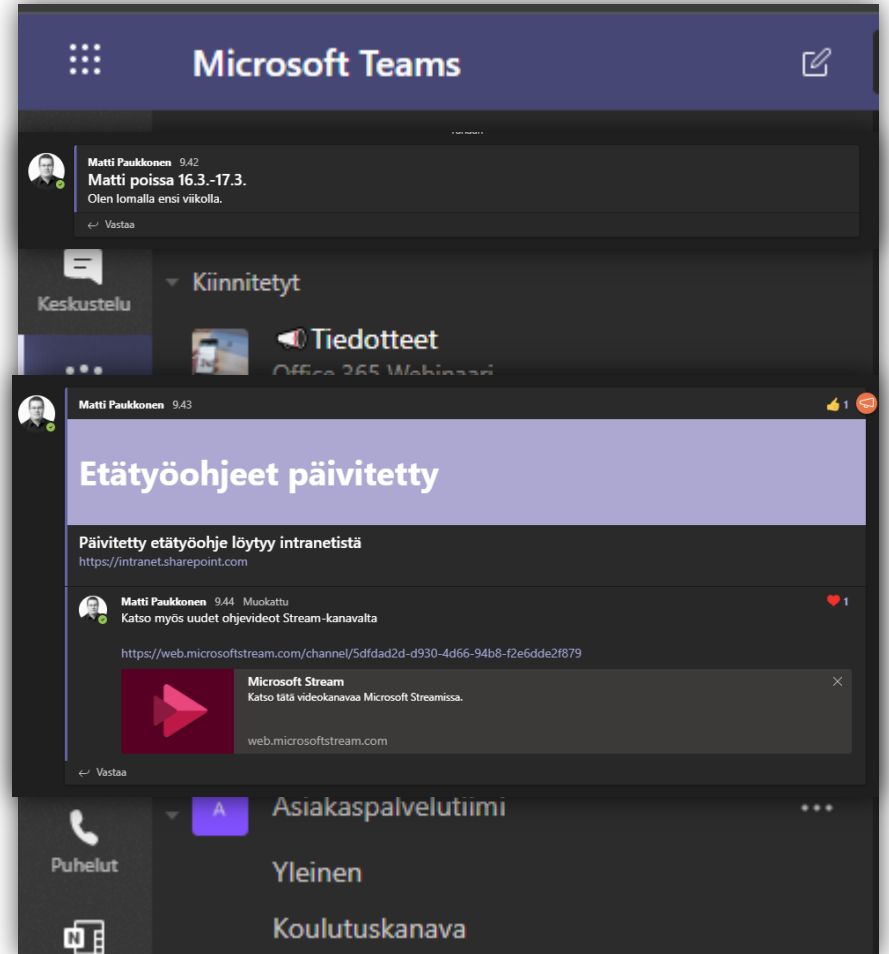 Microsoft Teams
Matti Paukkonen 9.42
Matti poissa 16.3.-17.3.
Olen lomalla ensi viikolla.
Vastaa
Keskustelu
Kiinnitetyt
Tiedotteet
Office 365 Webinaari
Matti Paukkonen 9.43
1
Etätyöohjeet päivitetty
Päivitetty etätyöohje löytyy intranetistä
https://intranet.sharepoint.com
Matti Paukkonen 9.44 Muokattu
1
Katso myös uudet ohjevideot Stream-kanavalta
https://web.microsoftstream.com/channel/5dfdad2d-d930-4d66-94b8-f2e6dde2f879
Microsoft Stream
Katso tätä videokanavaa Microsoft Streamissa.
web.microsoftstream.com
Vastaa
A Asiakaspalvelutiimi
Puhelut
Yleinen
Koulutuskanava
N